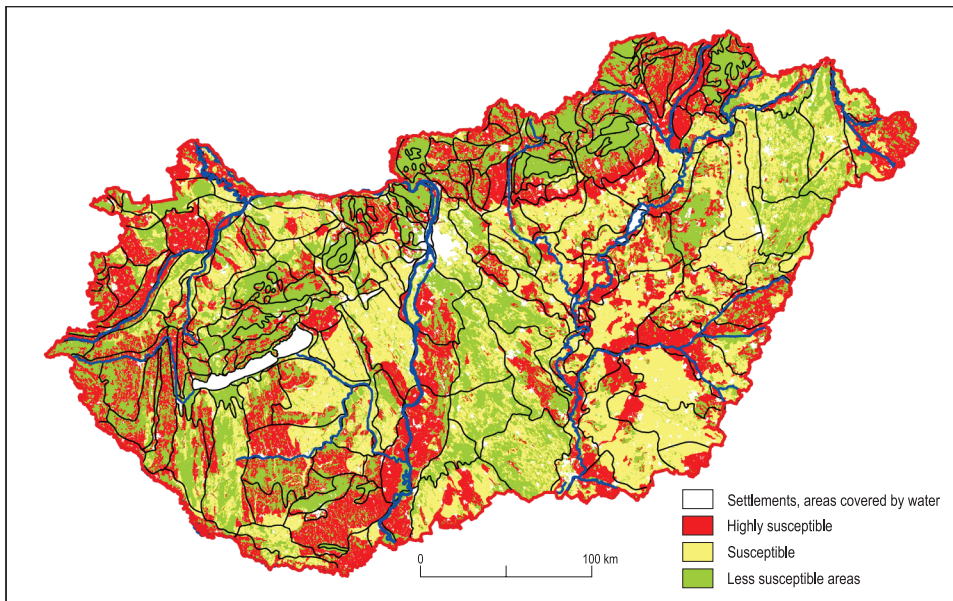 Settlements, areas covered by water
Highly susceptible
Susceptible
Less susceptible areas
0 100 km